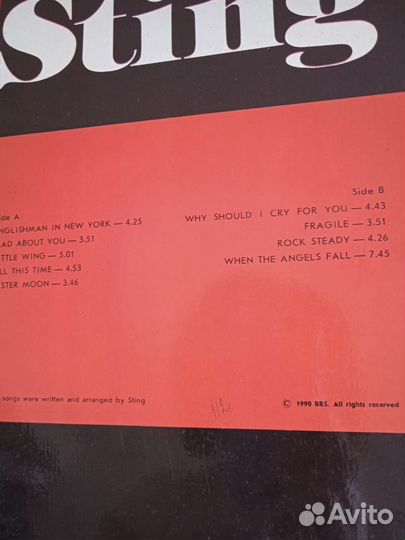 Sting
ide A
NGLISHMAN IN NEW YORK — 4.25
AD ABOUT YOU — 3.51
TTLE WING — 5.01
LL THIS TIME — 4.53
STER MOON — 3.46
Side B
WHY SHOULD I CRY FOR YOU — 4.43
FRAGILE — 3.51
ROCK STEADY — 4.26
WHEN THE ANGELS FALL — 7.45
songs were written and arranged by Sting
© 1990 BRS. All rights reserved
Avito